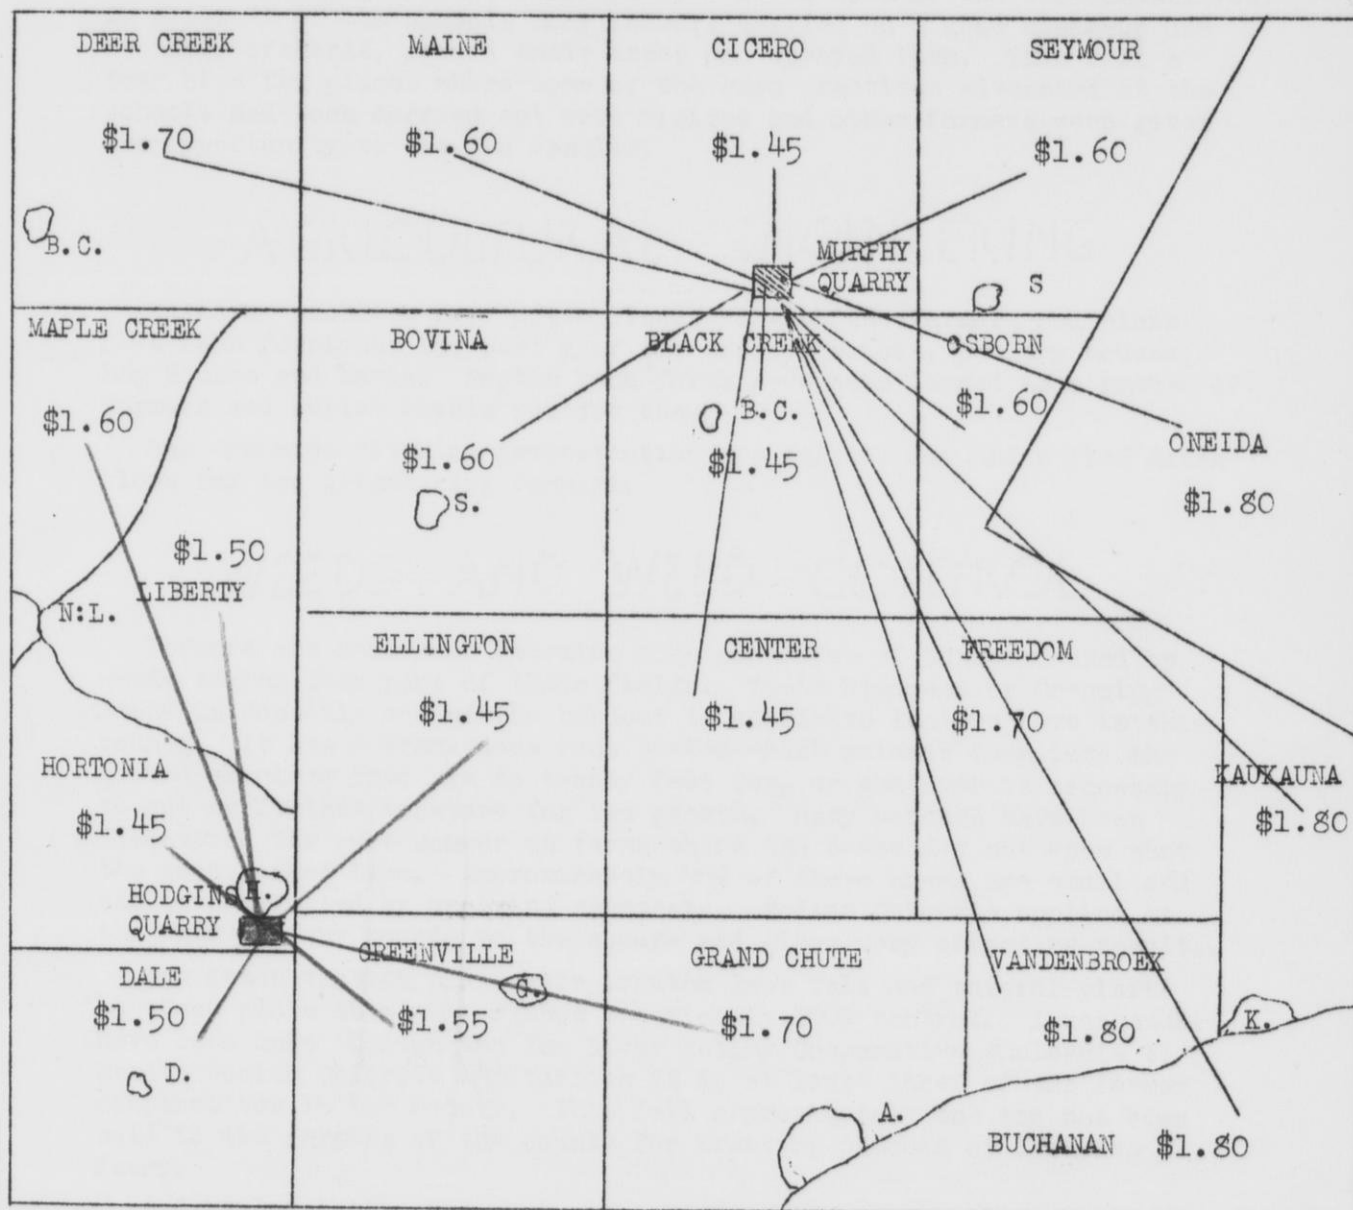 DEER CREEK
MAINE
CICERO
SEYMOUR
$1.70
$1.60
$1.45
$1.60
B.C.
MURPHY
QUARRY
S
MAPLE CREEK
BOVINA
BLACK CREEK
OSBORN
$1.60
$1.60
B.C.
$1.45
$1.60
ONEIDA
$1.80
S.
$1.50
LIBERTY
N:L.
ELLINGTON
CENTER
FREEDOM
$1.45
$1.45
$1.70
HORTONIA
$1.45
KAUKAUNA
$1.80
H.
HODGINS
QUARRY
GREENVILLE
GRAND CHUTE
VANDENBROEK
DALE
$1.50
G.
$1.55
$1.70
$1.80
K.
D.
A.
BUCHANAN $1.80